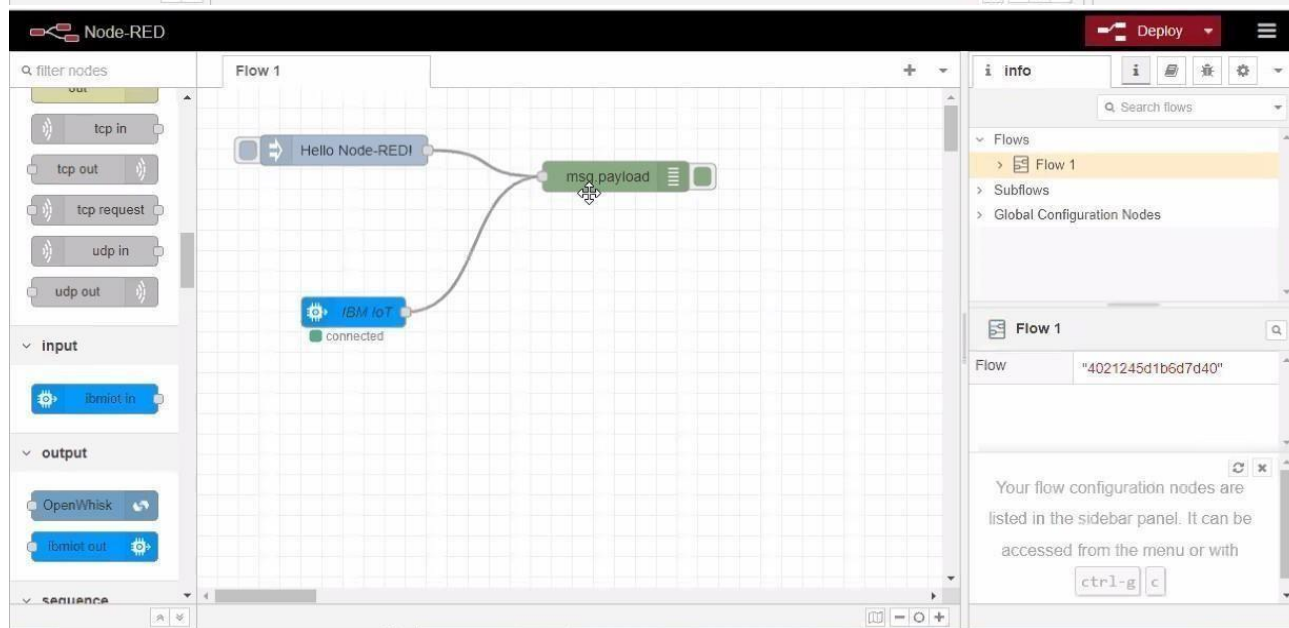 Node-RED
Deploy
filter nodes
Flow 1
i info
i
Search flows
out
tcp in
tcp out
tcp request
udp in
udp out
input
ibmiot in
output
OpenWhisk
ibmiot out
sequence
Hello Node-RED!
msg.payload
IBM IoT
connected
Flows
Flow 1
Subflows
Global Configuration Nodes
Flow 1
Flow "4021245d1b6d7d40"
Your flow configuration nodes are
listed in the sidebar panel. It can be
accessed from the menu or with
ctrl-g c